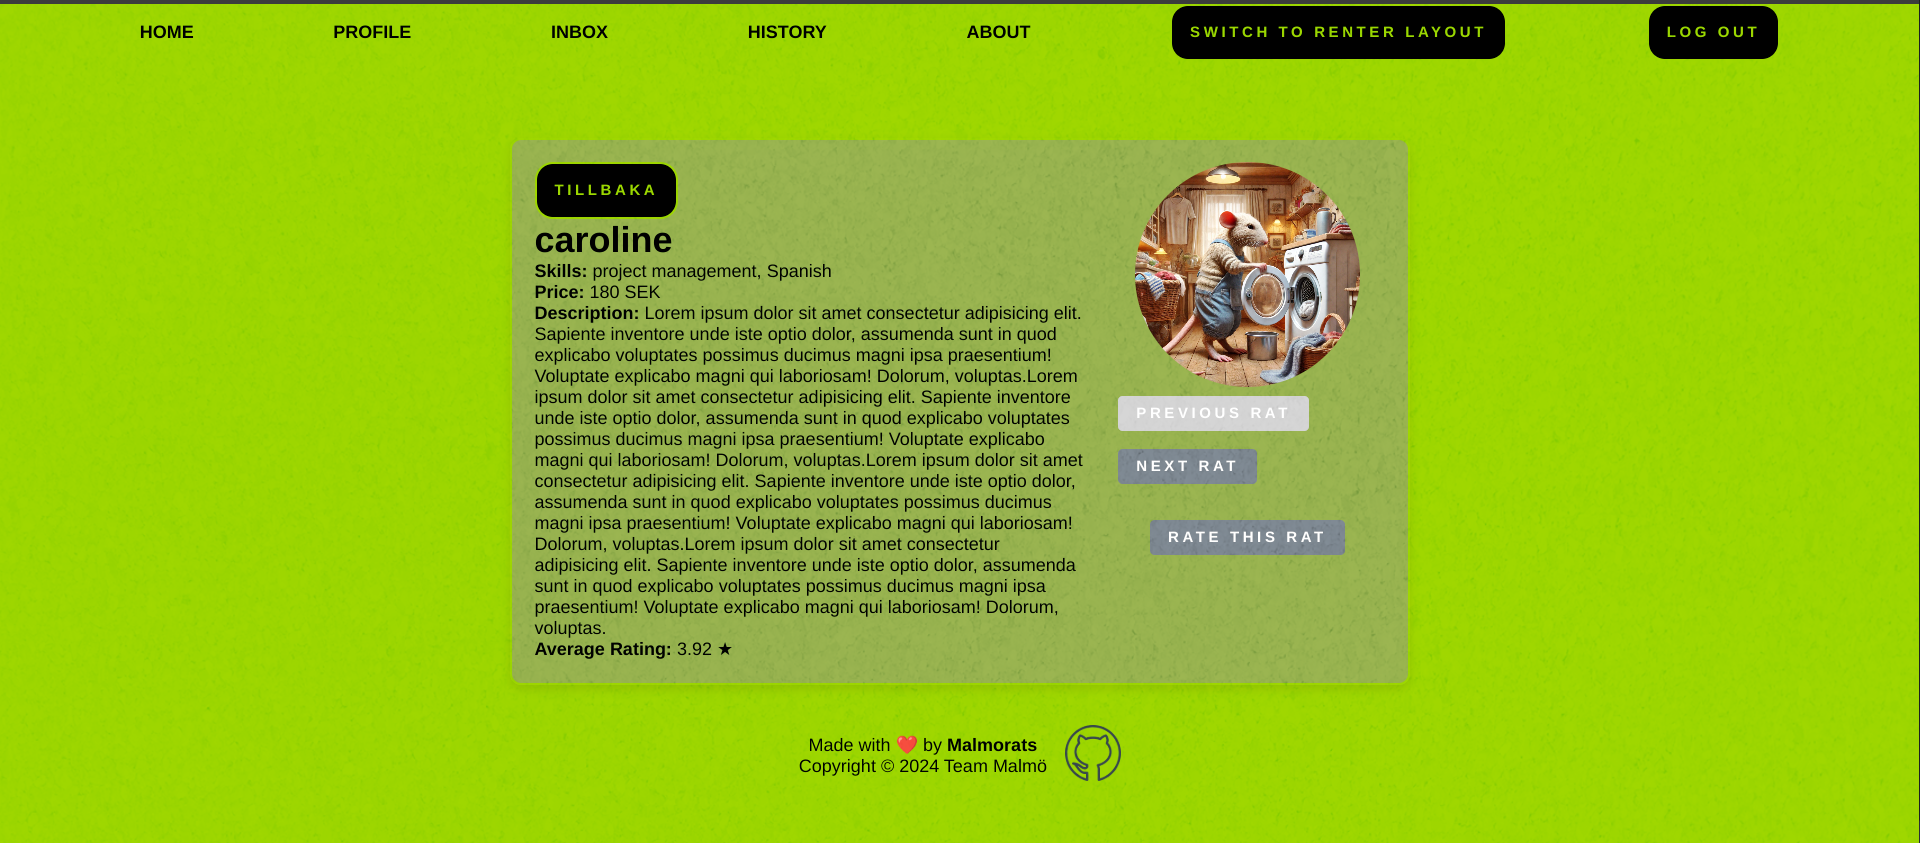 HOME PROFILE INBOX HISTORY ABOUT SWITCH TO RENTER LAYOUT LOG OUT
TILLBAKA
caroline
Skills: project management, Spanish
Price: 180 SEK
Description: Lorem ipsum dolor sit amet consectetur adipisicing elit.
Sapiente inventore unde iste optio dolor, assumenda sunt in quod
explicabo voluptates possimus ducimus magni ipsa praesentium!
Voluptate explicabo magni qui laboriosam! Dolorum, voluptas.Lorem
ipsum dolor sit amet consectetur adipisicing elit. Sapiente inventore
unde iste optio dolor, assumenda sunt in quod explicabo voluptates
possimus ducimus magni ipsa praesentium! Voluptate explicabo
magni qui laboriosam! Dolorum, voluptas.Lorem ipsum dolor sit amet
consectetur adipisicing elit. Sapiente inventore unde iste optio dolor,
assumenda sunt in quod explicabo voluptates possimus ducimus
magni ipsa praesentium! Voluptate explicabo magni qui laboriosam!
Dolorum, voluptas.Lorem ipsum dolor sit amet consectetur
adipisicing elit. Sapiente inventore unde iste optio dolor, assumenda
sunt in quod explicabo voluptates possimus ducimus magni ipsa
praesentium! Voluptate explicabo magni qui laboriosam! Dolorum,
voluptas.
Average Rating: 3.92 ★
PREVIOUS RAT
NEXT RAT
RATE THIS RAT
Made with ❤️ by Malmorats
Copyright © 2024 Team Malmö